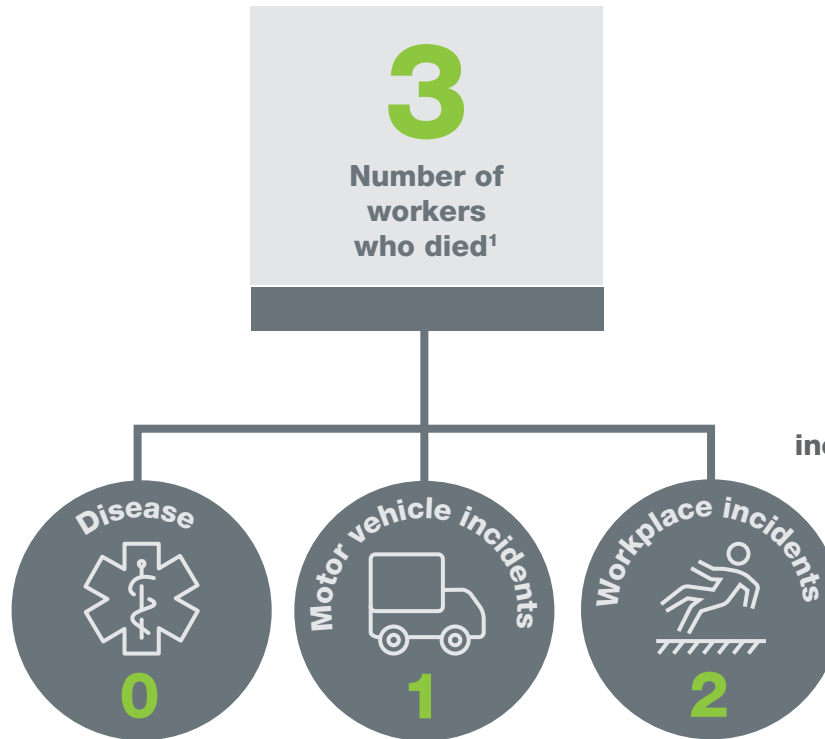 3
Number of
workers
who died¹
Disease
0
Motor vehicle incidents
1
Workplace incidents
2